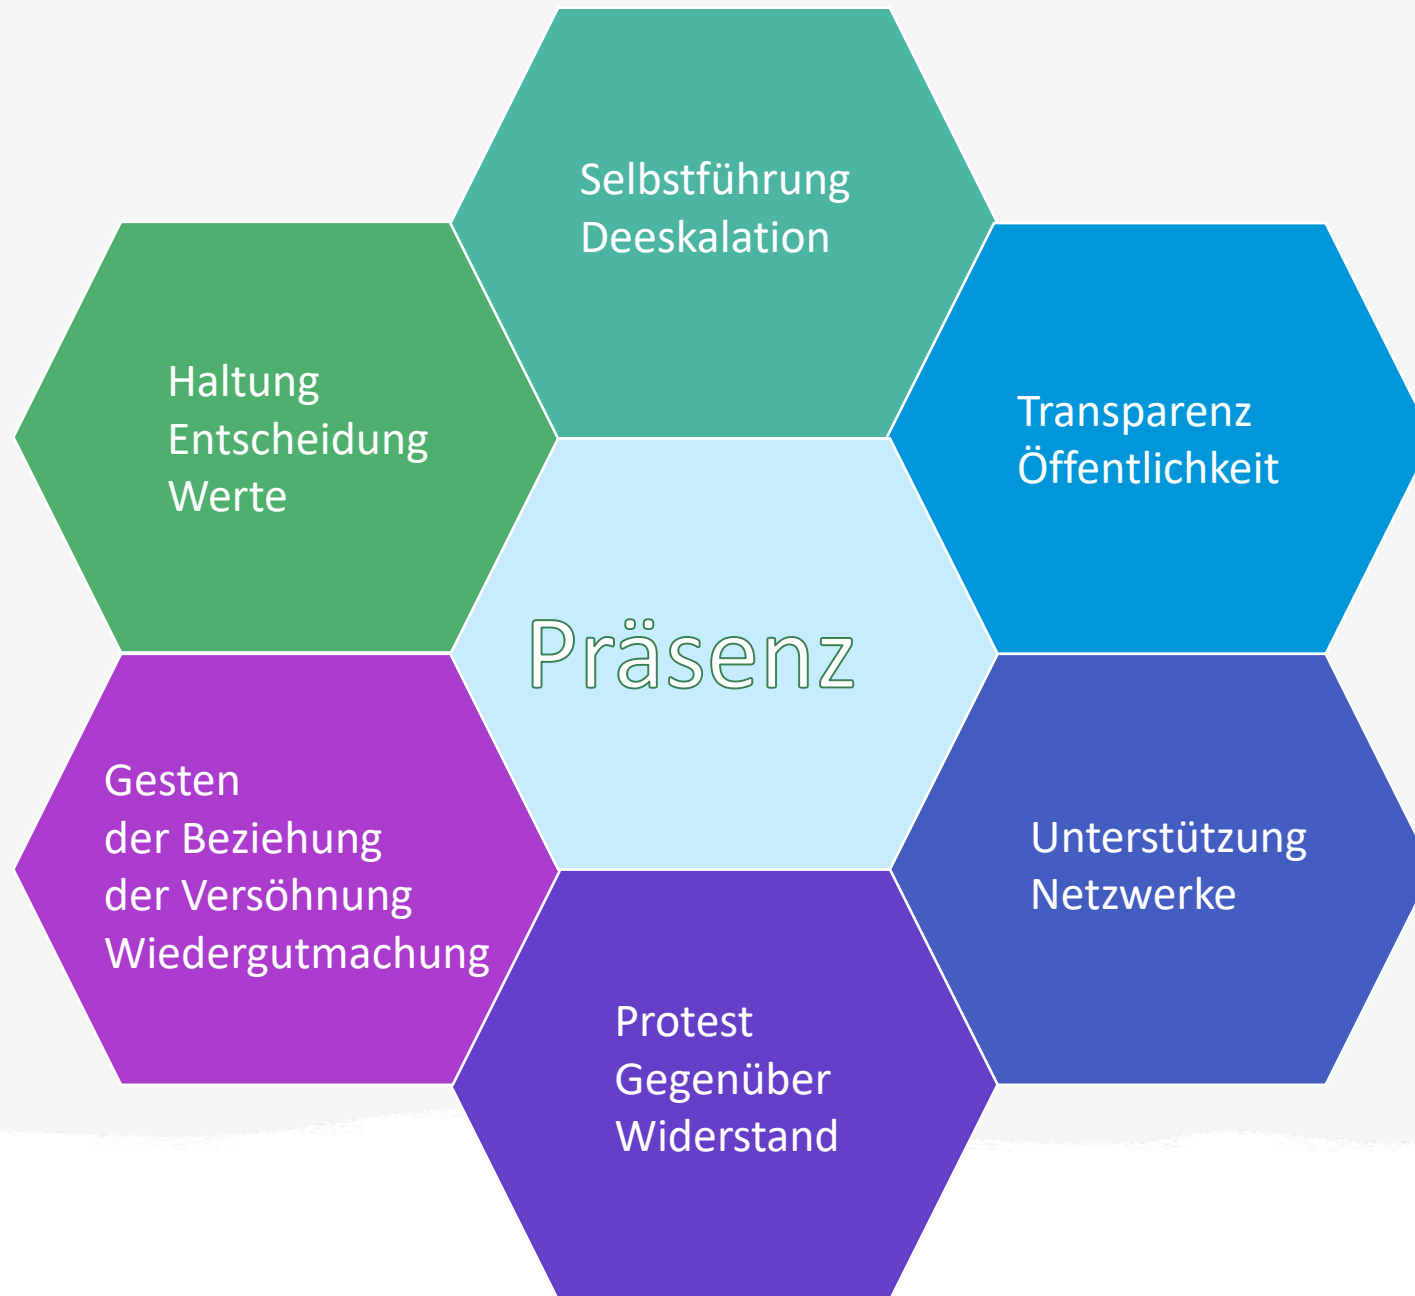 Selbstführung
Deeskalation
Haltung
Entscheidung
Werte
Transparenz
Öffentlichkeit
Präsenz
Gesten
der Beziehung
der Versöhnung
Wiedergutmachung
Unterstützung
Netzwerke
Protest
Gegenüber
Widerstand